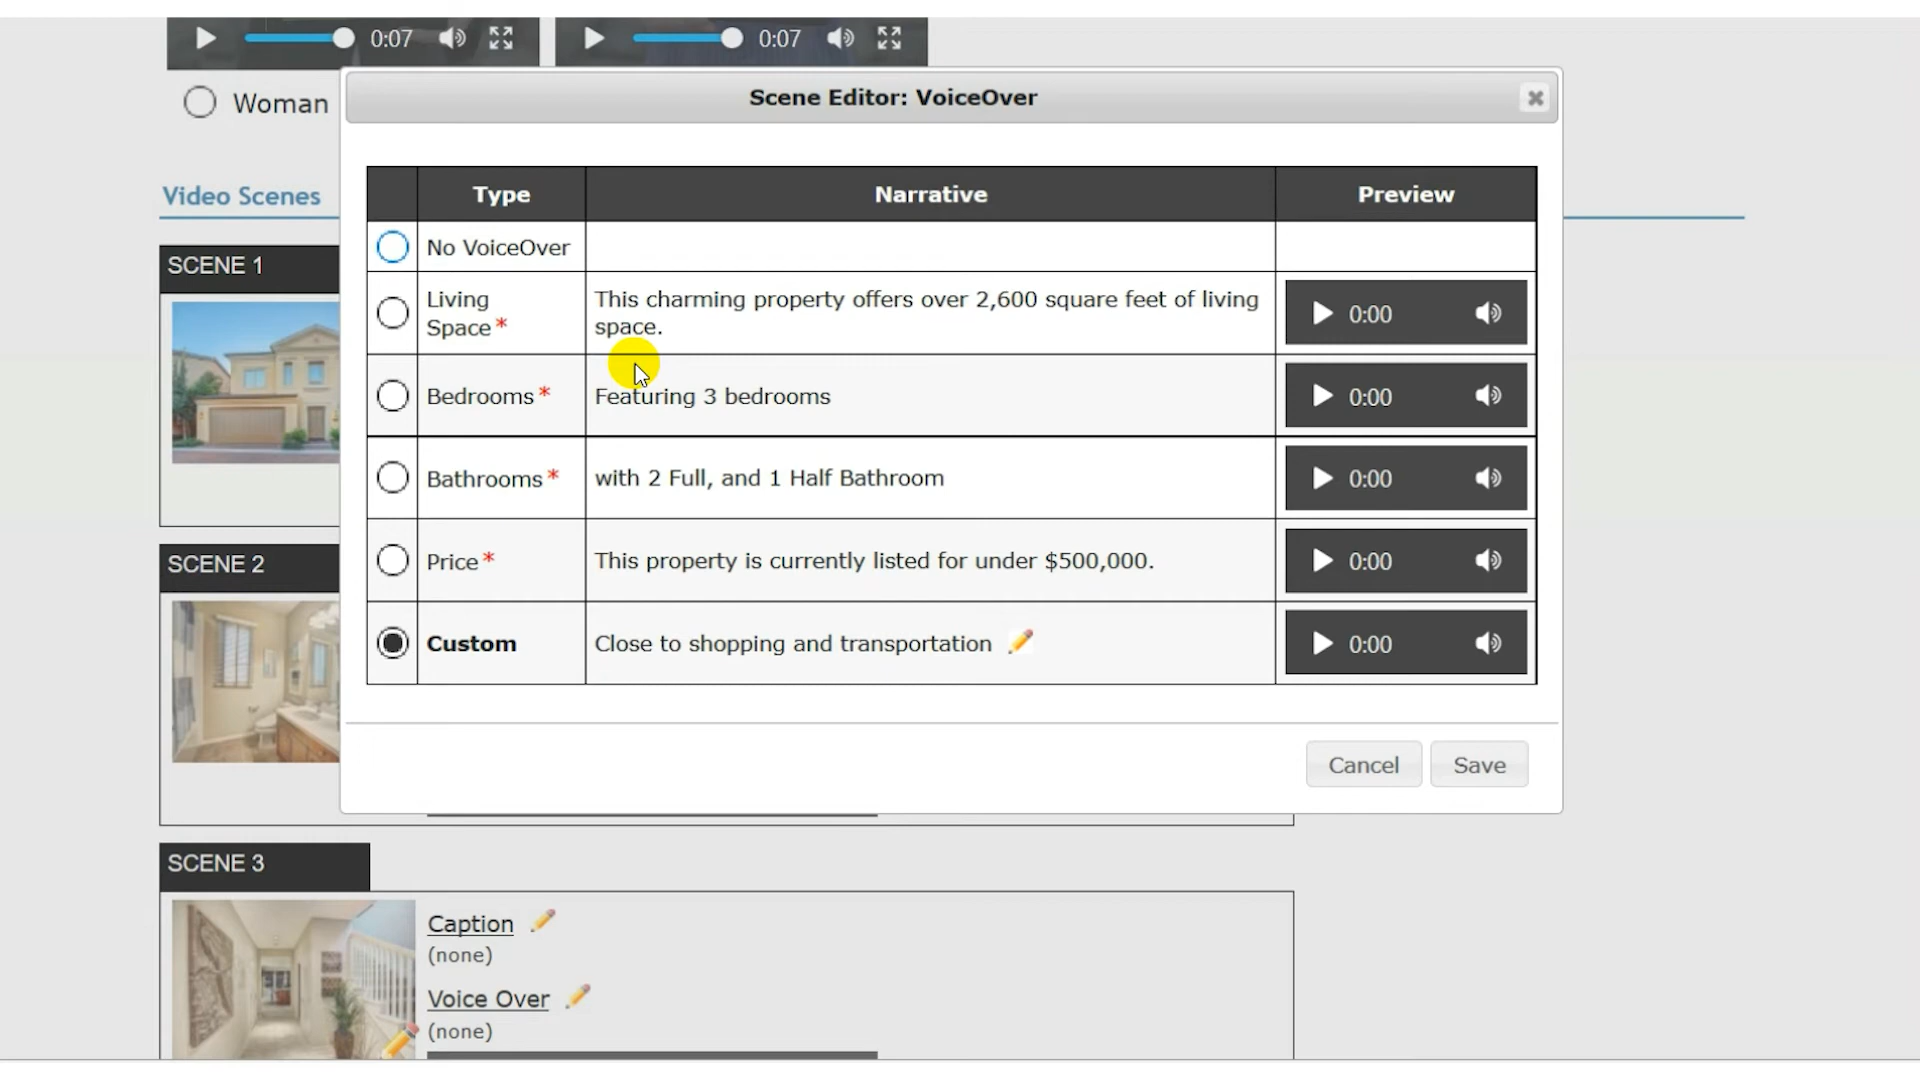 0:07
0:07
Woman
Scene Editor: VoiceOver
Type
Narrative
Preview
No VoiceOver
Living
Space *
This charming property offers over 2,600 square feet of living
space.
0:00
Bedrooms *
Featuring 3 bedrooms
0:00
Bathrooms *
with 2 Full, and 1 Half Bathroom
0:00
Price *
This property is currently listed for under $500,000.
0:00
Custom
Close to shopping and transportation
0:00
Cancel
Save
Video Scenes
SCENE 1
SCENE 2
SCENE 3
Caption
(none)
Voice Over
(none)